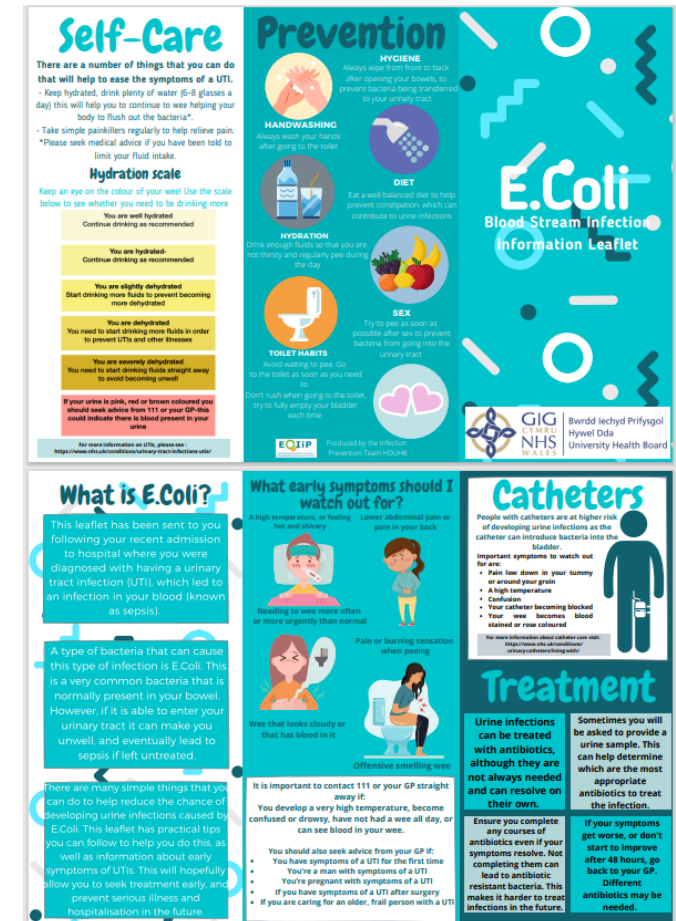 Self-Care
There are a number of things that you can do
that will help to ease the symptoms of a UTI.
- Keep hydrated, drink plenty of water (6-8 glasses a
day) this will help you to continue to wee helping your
body to flush out the bacteria*.
- Take simple painkillers regularly to help relieve pain.
*Please seek medical advice if you have been told to
limit your fluid intake.
Hydration scale
Keep an eye on the colour of your wee! Use the scale
below to see whether you need to be drinking more
You are well hydrated
Continue drinking as recommended
You are hydrated-
Continue drinking as recommended
You are slightly dehydrated
Start drinking more fluids to prevent becoming
more dehydrated
You are dehydrated
You need to start drinking more fluids in order
to prevent UTIs and other illnesses
You are severely dehydrated
You need to start drinking fluids straight away
to avoid becoming unwell
If your urine is pink, red or brown coloured you
should seek advice from 111 or your GP-this
could indicate there is blood present in your
urine
For more information on UTIs, please see :
https://www.nhs.uk/conditions/urinary-tract-infections-utis/
Prevention
HYGIENE
Always wipe from front to back
after opening your bowels, to
prevent bacteria being transferred
to your urinary tract
HANDWASHING
Always wash your hands
after going to the toilet
DIET
Eat a well balanced diet to help
prevent constipation, which can
contribute to urine infections
HYDRATION
Drink enough fluids so that you are
not thirsty and regularly pee during
the day
SEX
Try to pee as soon as
possible after sex to prevent
bacteria from going into the
urinary tract
TOILET HABITS
Avoid waiting to pee. Go
to the toilet as soon as you need
to.
Don't rush when going to the toilet,
try to fully empty your bladder
each time
EQIiP
Produced by the Infection
Prevention Team HDUHB
E.Coli
Blood Stream Infection
Information Leaflet
GIG
CYMRU
NHS
WALES
Bwrdd Iechyd Prifysgol
Hywel Dda
University Health Board
What is E.Coli?
This leaflet has been sent to you
following your recent admission
to hospital where you were
diagnosed with having a urinary
tract infection (UTI), which led to
an infection in your blood (known
as sepsis).
A type of bacteria that can cause
this type of infection is E.Coli. This
is a very common bacteria that is
normally present in your bowel.
However, if it is able to enter your
urinary tract it can make you
unwell, and eventually lead to
sepsis if left untreated.
There are many simple things that you
can do to help reduce the chance of
developing urine infections caused by
E.Coli. This leaflet has practical tips
you can follow to help you do this, as
well as information about early
symptoms of UTIs. This will hopefully
allow you to seek treatment early, and
prevent serious illness and
hospitalisation in the future.
What early symptoms should I
watch out for?
A high temperature, or feeling
hot and shivery
Lower abdominal pain or
pain in your back
Needing to wee more often
or more urgently than normal
Pain or burning sensation
when peeing
Wee that looks cloudy or
that has blood in it
Offensive smelling wee
It is important to contact 111 or your GP straight
away if:
You develop a very high temperature, become
confused or drowsy, have not had a wee all day, or
can see blood in your wee.
You should also seek advice from your GP if:
• You have symptoms of a UTI for the first time
• You're a man with symptoms of a UTI
• You're pregnant with symptoms of a UTI
• If you have symptoms of a UTI after surgery
• If you are caring for an older, frail person with a UTI
Catheters
People with catheters are at higher risk
of developing urine infections as the
catheter can introduce bacteria into the
bladder.
Important symptoms to watch out
for are:
• Pain low down in your tummy
or around your groin
• A high temperature
• Confusion
• Your catheter becoming blocked
• Your wee becomes blood
stained or rose coloured
For more information about catheter care visit:
https://www.nhs.uk/conditions/
urinary-catheters/living-with/
Treatment
Urine infections
can be treated
with antibiotics,
although they are
not always needed
and can resolve on
their own.
Sometimes you will
be asked to provide a
urine sample. This
can help determine
which are the most
appropriate
antibiotics to treat
the infection.
Ensure you complete
any courses of
antibiotics even if your
symptoms resolve. Not
completing them can
lead to antibiotic
resistant bacteria. This
makes it harder to treat
infections in the future.
If your symptoms
get worse, or don't
start to improve
after 48 hours, go
back to your GP.
Different
antibiotics may be
needed.